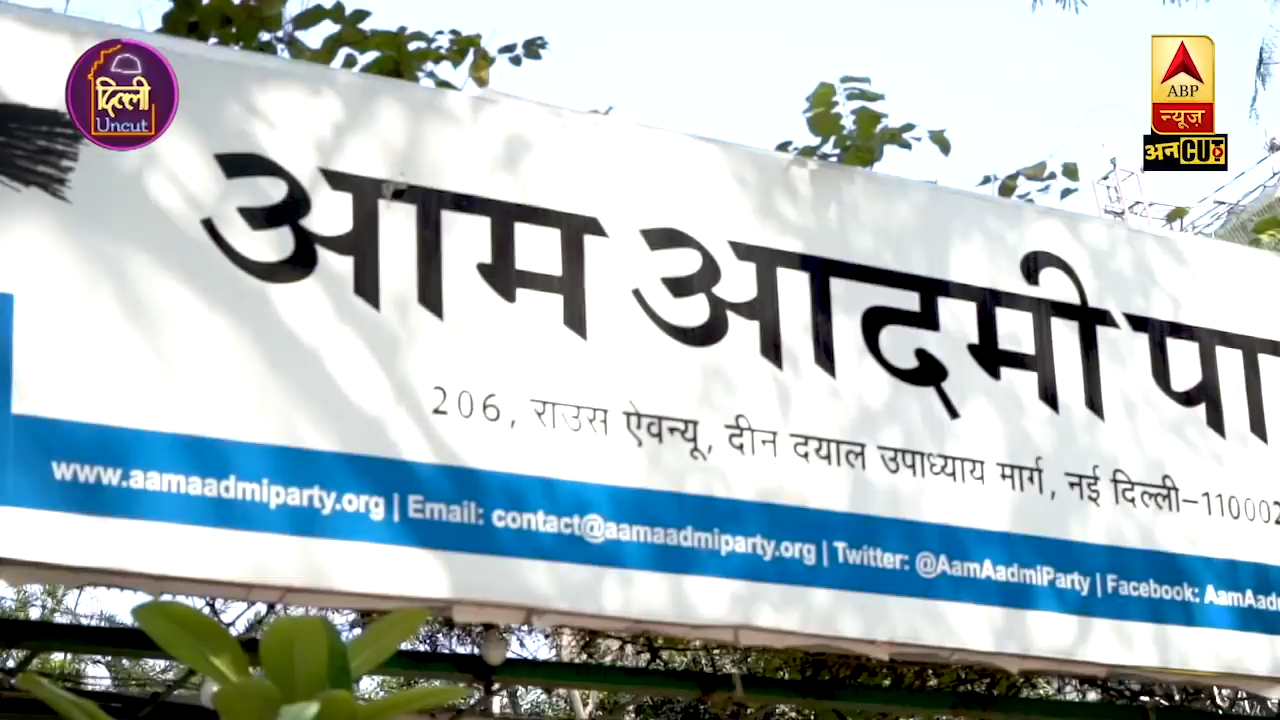 दिल्ली
Uncut
ABP
न्यूज़
अनCUT
आम आदमी पा
206, राउस ऐवन्यू, दीन दयाल उपाध्याय मार्ग, नई दिल्ली-110002
www.aamaadmiparty.org | Email: contact@aamaadmiparty.org | Twitter: @AamAadmiParty | Facebook: AamAad